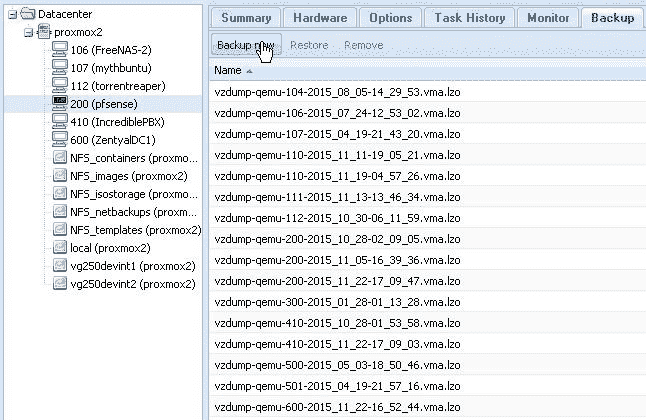 Datacenter
proxmox2
106 (FreeNAS-2)
107 (mythbuntu)
112 (torrentreaper)
200 (pfsense)
410 (IncrediblePBX)
600 (ZentyalDC1)
NFS_containers (proxmo...
NFS_images (proxmox2)
NFS_isostorage (proxmo...
NFS_netbackups (proxm...
NFS_templates (proxmox2)
local (proxmox2)
vg250devint1 (proxmox2)
vg250devint2 (proxmox2)
Summary Hardware Options Task History Monitor Backup
Backup now Restore Remove
Name
vzdump-qemu-104-2015_08_05-14_29_53.vma.lzo
vzdump-qemu-106-2015_07_24-12_53_02.vma.lzo
vzdump-qemu-107-2015_04_19-21_43_20.vma.lzo
vzdump-qemu-110-2015_11_11-19_05_21.vma.lzo
vzdump-qemu-110-2015_11_19-04_57_26.vma.lzo
vzdump-qemu-111-2015_11_13-13_46_34.vma.lzo
vzdump-qemu-112-2015_10_30-06_11_59.vma.lzo
vzdump-qemu-200-2015_10_28-02_09_05.vma.lzo
vzdump-qemu-200-2015_11_05-16_39_36.vma.lzo
vzdump-qemu-200-2015_11_22-17_09_47.vma.lzo
vzdump-qemu-300-2015_01_28-01_13_28.vma.lzo
vzdump-qemu-410-2015_10_28-01_53_58.vma.lzo
vzdump-qemu-410-2015_11_22-17_09_03.vma.lzo
vzdump-qemu-500-2015_05_03-18_50_46.vma.lzo
vzdump-qemu-501-2015_04_19-21_57_16.vma.lzo
vzdump-qemu-600-2015_11_22-16_52_44.vma.lzo